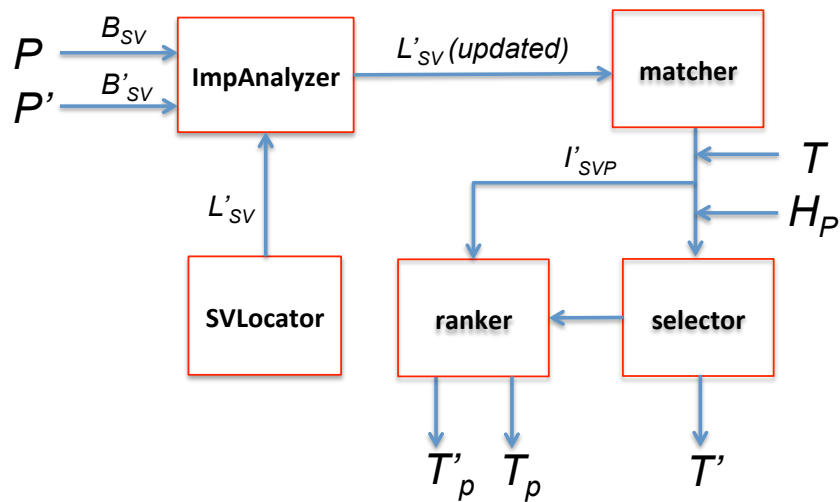 P
B_SV
ImpAnalyzer
L'_SV (updated)
matcher
P'
B'_SV
T
I'_SVP
L'_SV
H_P
SVLocator
ranker
selector
T'_p
T_p
T'